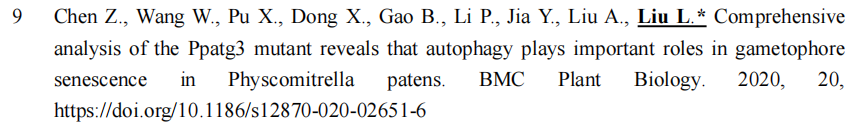 9 Chen Z., Wang W., Pu X., Dong X., Gao B., Li P., Jia Y., Liu A., Liu L.* Comprehensive
analysis of the Ppatg3 mutant reveals that autophagy plays important roles in gametophore
senescence in Physcomitrella patens. BMC Plant Biology. 2020, 20,
https://doi.org/10.1186/s12870-020-02651-6